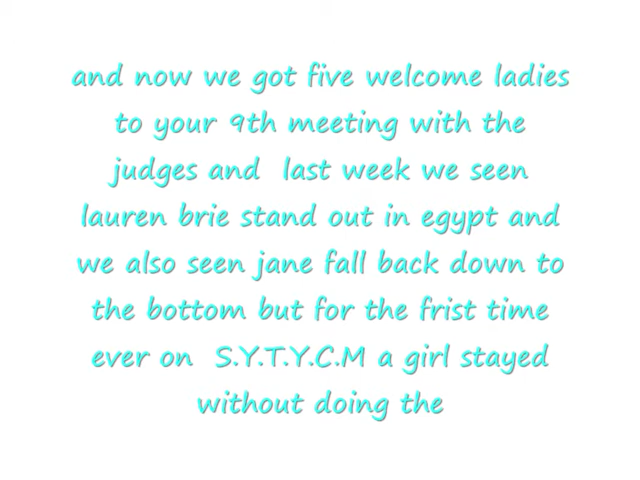 and now we got five welcome ladies
to your 9th meeting with the
judges and  last week we seen
lauren brie stand out in egypt and
we also seen jane fall back down to
the bottom but for the frist time
ever on  S.Y.T.Y.C.M a girl stayed
without doing the